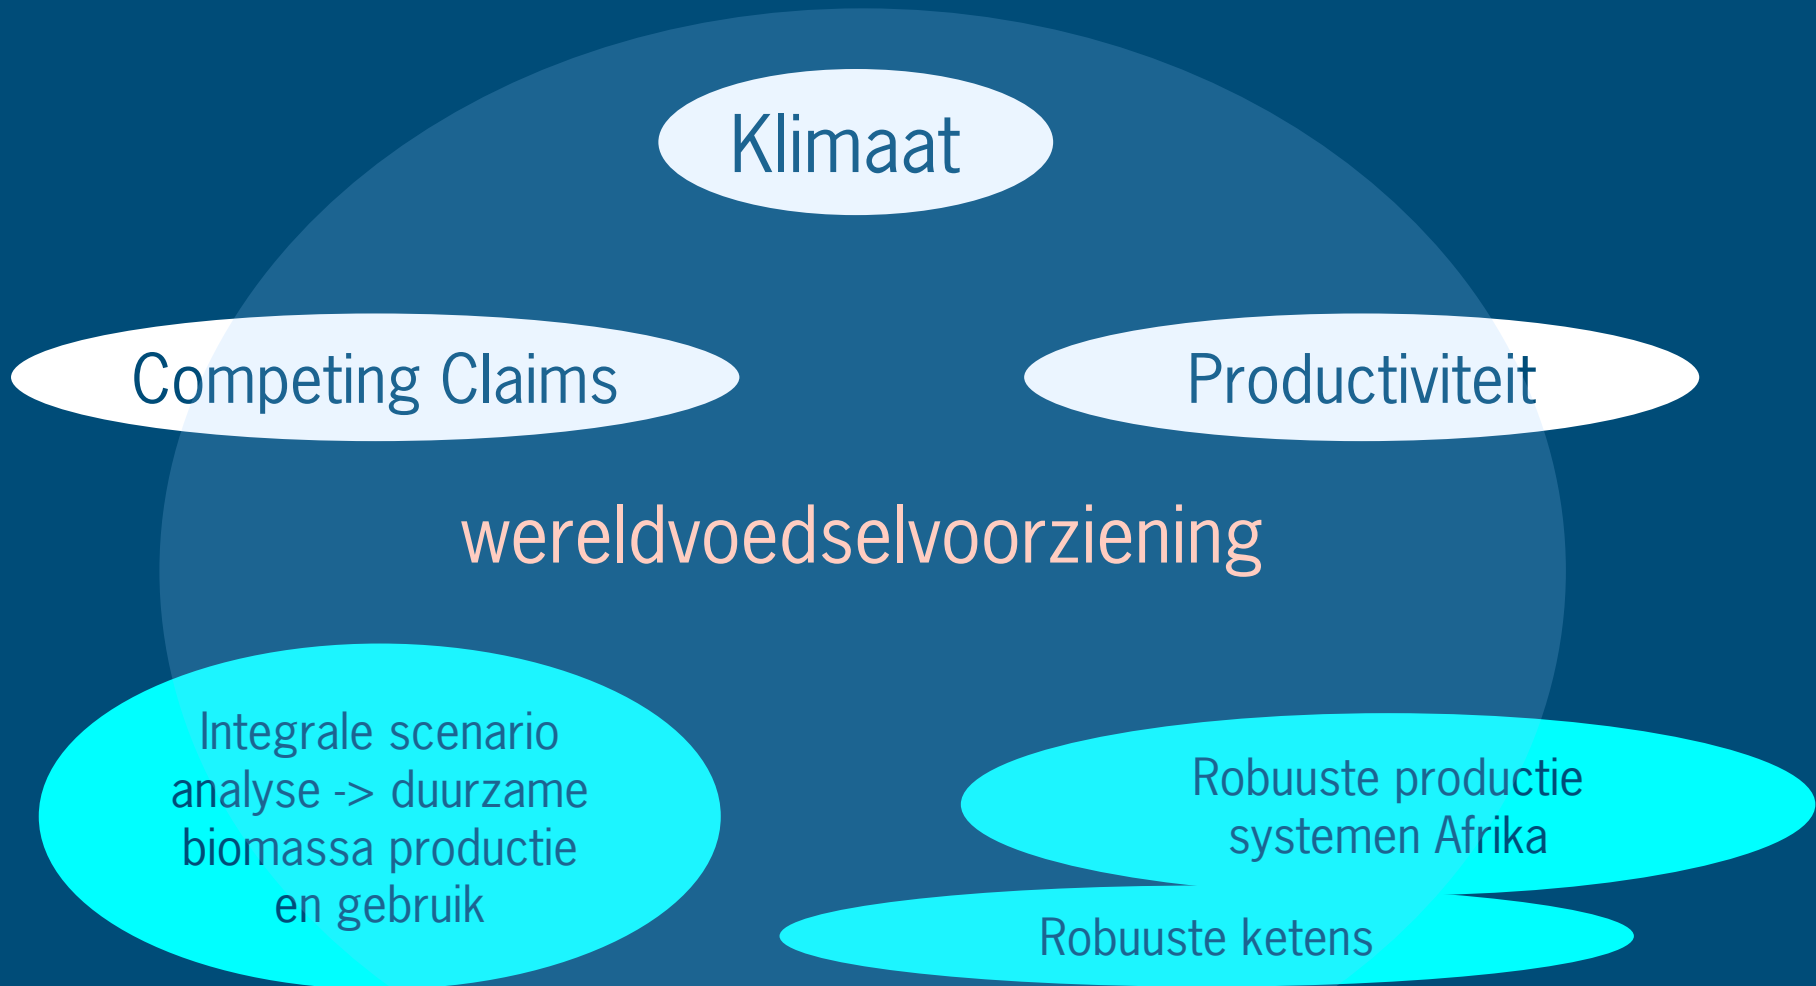 Klimaat
Competing Claims
Productiviteit
wereldvoedselvoorziening
Integrale scenario
analyse -> duurzame
biomassa productie
en gebruik
Robuuste productie
systemen Afrika
Robuuste ketens